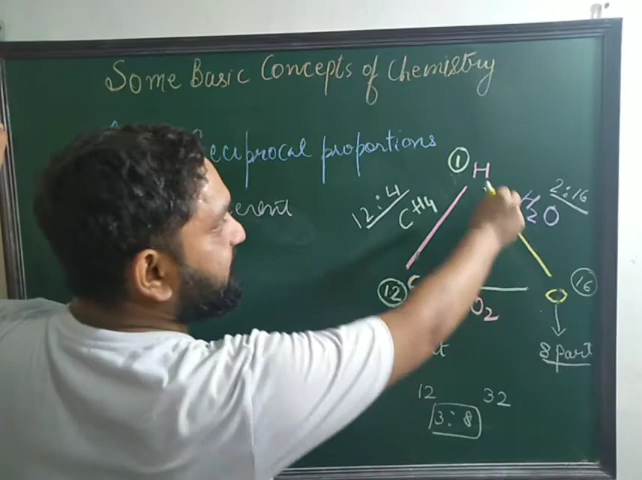 Some Basic Concepts of Chemistry
Reciprocal proportions
1 H
12:4
CH4
H2O
2:16
12 C
O 16
O2
8 part
12 32
3:8